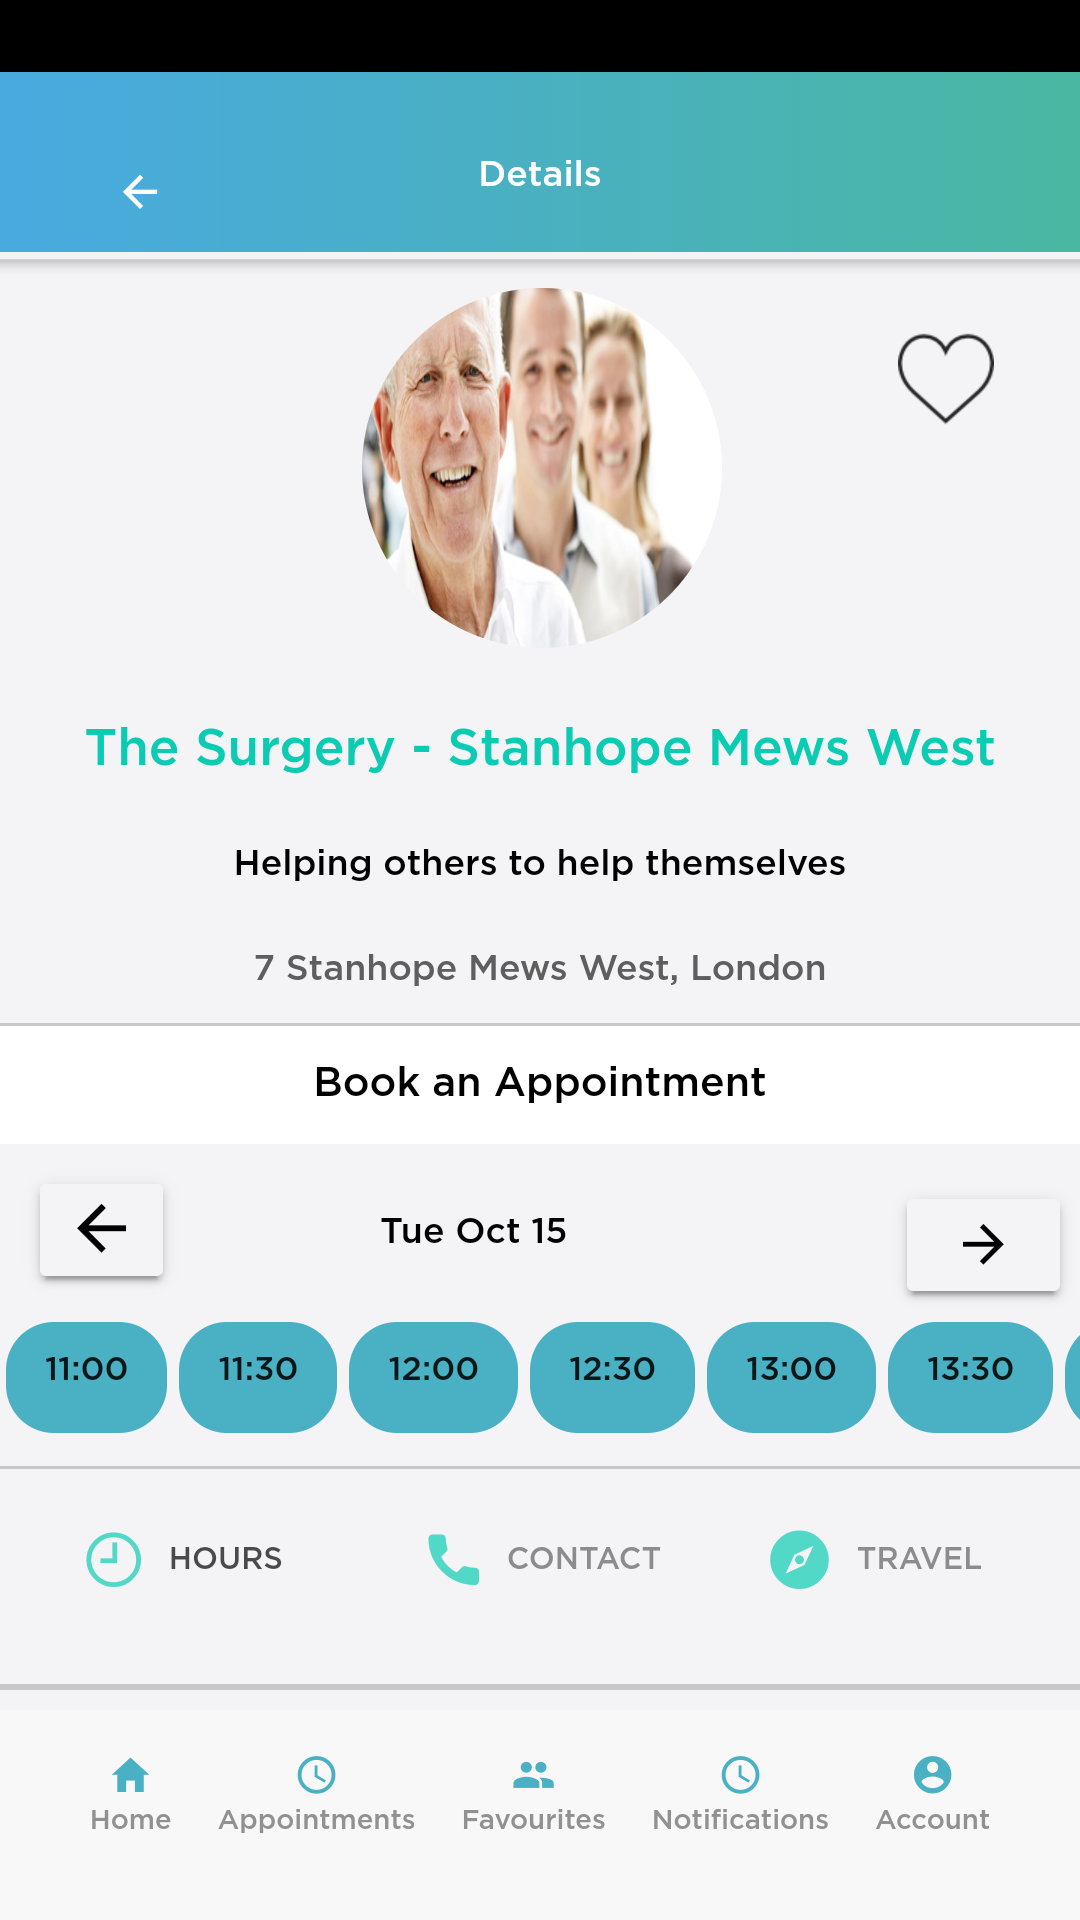 Details
The Surgery - Stanhope Mews West
Helping others to help themselves
7 Stanhope Mews West, London
Book an Appointment
Tue Oct 15
11:00 11:30 12:00 12:30 13:00 13:30
HOURS CONTACT TRAVEL
Home Appointments Favourites Notifications Account